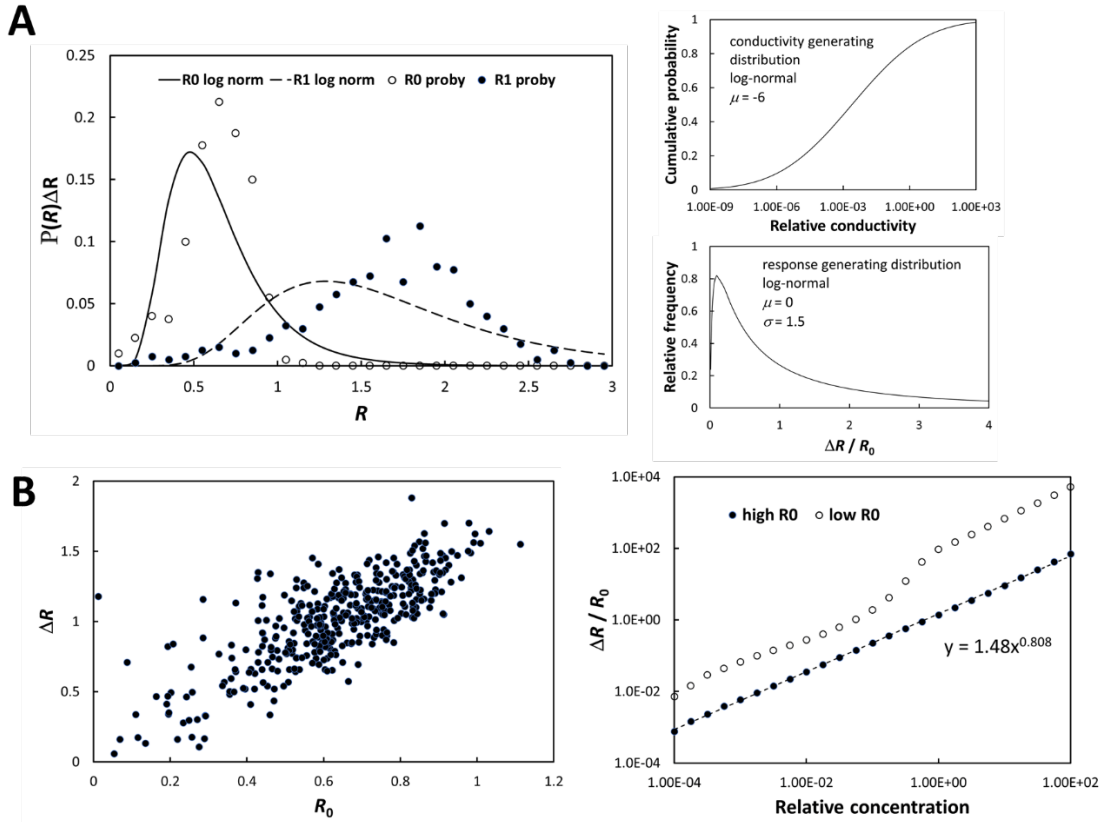 A
R0 log norm R1 log norm R0 proby R1 proby
0.25
0.2
0.15
0.1
0.05
0
P(R)ΔR
0 0.5 1 1.5 2 2.5 3
R
conductivity generating
distribution
log-normal
μ = -6
1
0.8
0.6
0.4
0.2
0
Cumulative probability
1.00E-09 1.00E-06 1.00E-03 1.00E+00 1.00E+03
Relative conductivity
response generating distribution
log-normal
μ = 0
σ = 1.5
1
0.8
0.6
0.4
0.2
0
Relative frequency
0 1 2 3 4
ΔR / R0
B
2
1.5
1
0.5
0
ΔR
0 0.2 0.4 0.6 0.8 1 1.2
R0
high R0 low R0
1.0E+04
1.0E+02
1.0E+00
1.0E-02
1.0E-04
ΔR / R0
y = 1.48x^0.808
1.00E-04 1.00E-02 1.00E+00 1.00E+02
Relative concentration